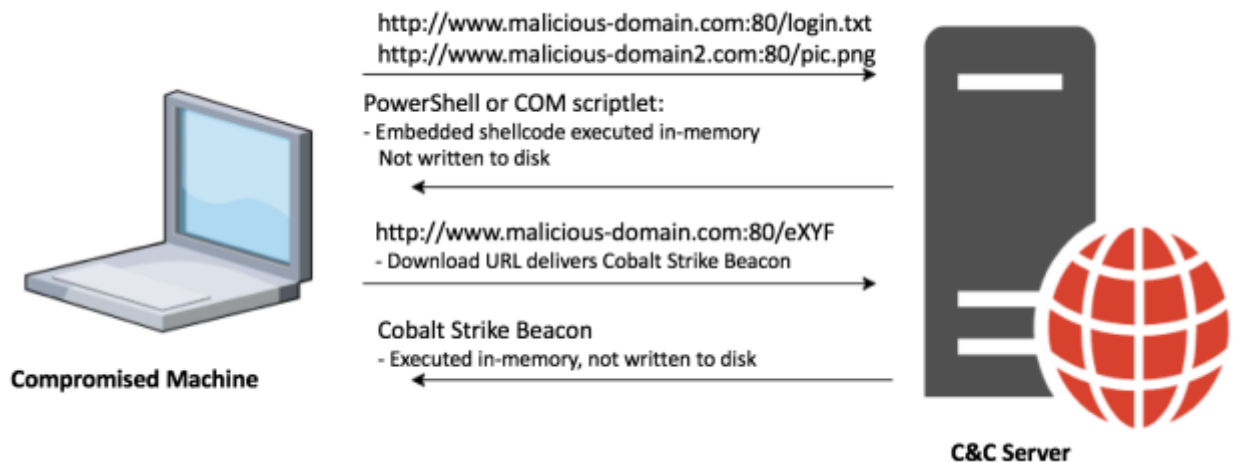 http://www.malicious-domain.com:80/login.txt
http://www.malicious-domain2.com:80/pic.png
PowerShell or COM scriptlet:
- Embedded shellcode executed in-memory
Not written to disk
http://www.malicious-domain.com:80/eXYF
- Download URL delivers Cobalt Strike Beacon
Cobalt Strike Beacon
- Executed in-memory, not written to disk
Compromised Machine
C&C Server